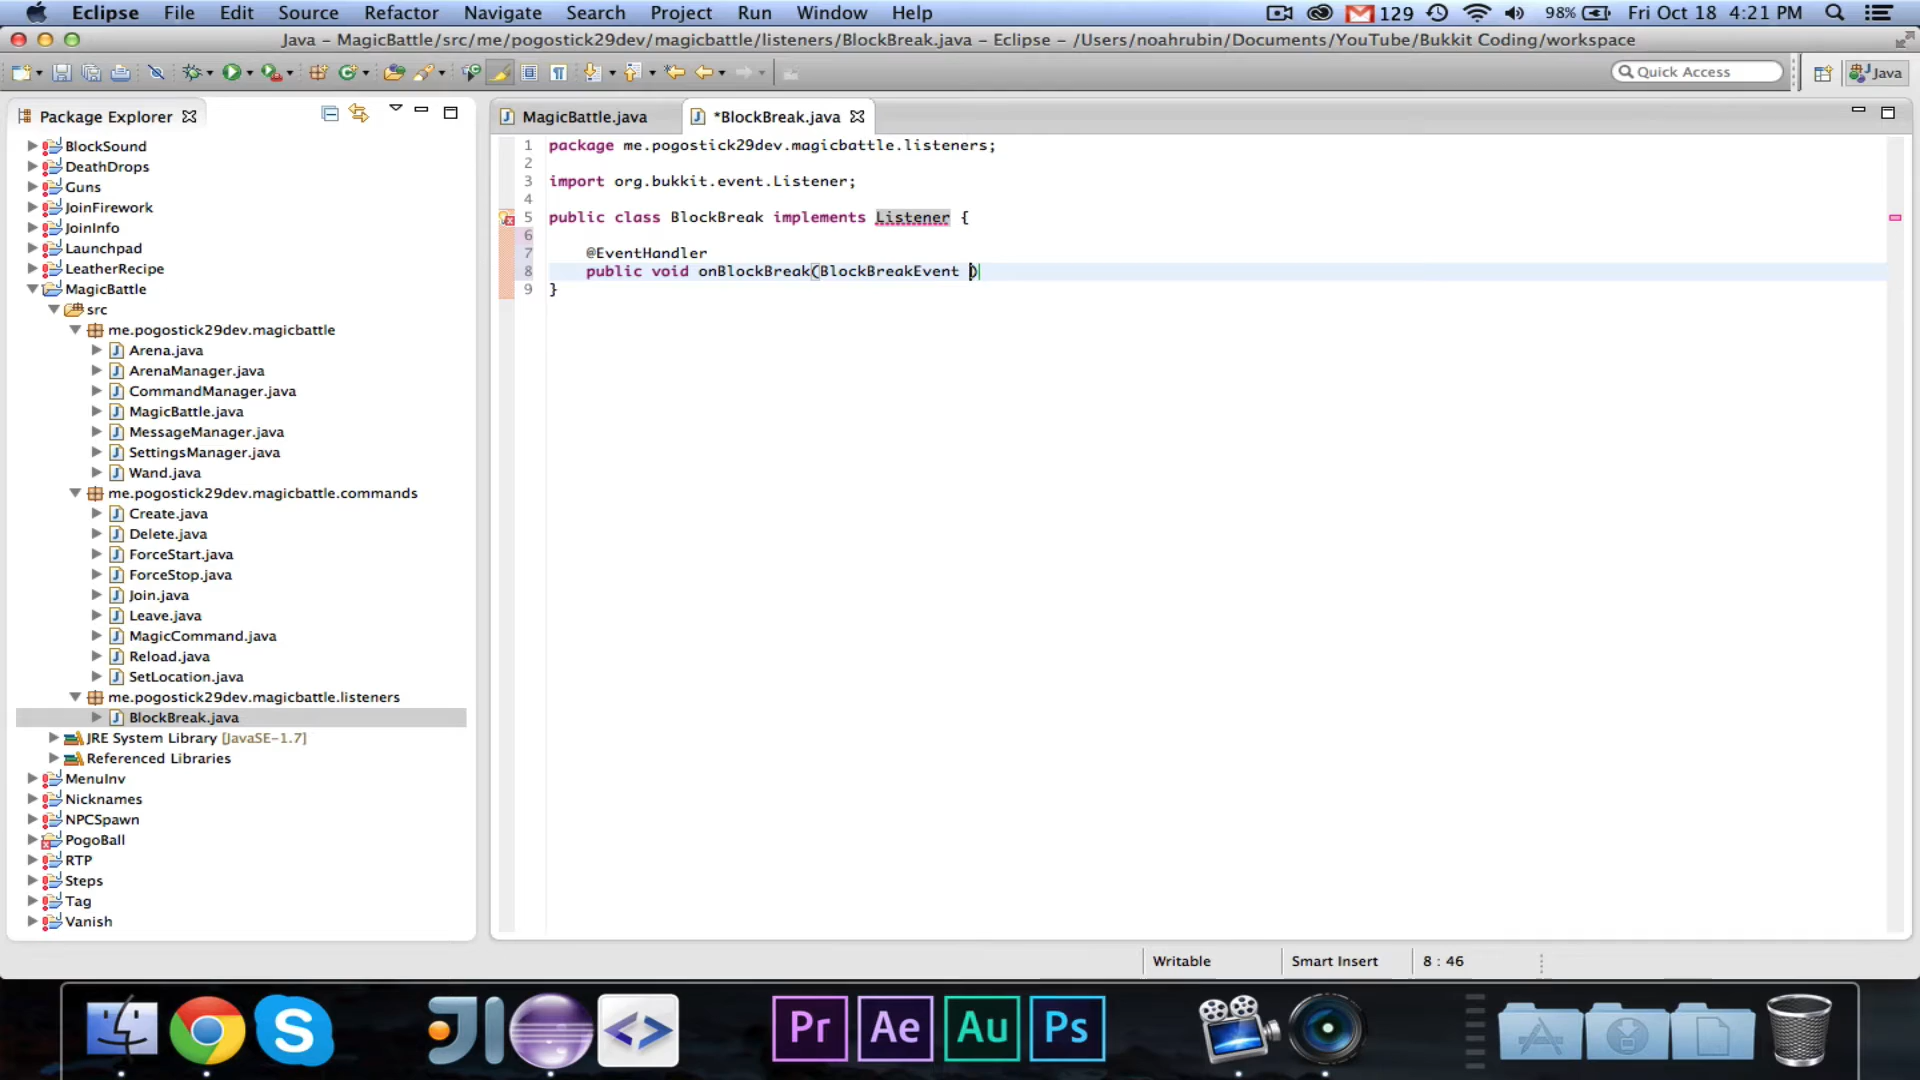 Eclipse File Edit Source Refactor Navigate Search Project Run Window Help 129 98% Fri Oct 18 4:21 PM
Java – MagicBattle/src/me/pogostick29dev/magicbattle/listeners/BlockBreak.java – Eclipse – /Users/noahrubin/Documents/YouTube/Bukkit Coding/workspace
Quick Access
Java
Package Explorer
BlockSound
DeathDrops
Guns
JoinFirework
JoinInfo
Launchpad
LeatherRecipe
MagicBattle
src
me.pogostick29dev.magicbattle
Arena.java
ArenaManager.java
CommandManager.java
MagicBattle.java
MessageManager.java
SettingsManager.java
Wand.java
me.pogostick29dev.magicbattle.commands
Create.java
Delete.java
ForceStart.java
ForceStop.java
Join.java
Leave.java
MagicCommand.java
Reload.java
SetLocation.java
me.pogostick29dev.magicbattle.listeners
BlockBreak.java
JRE System Library [JavaSE-1.7]
Referenced Libraries
MenuInv
Nicknames
NPCSpawn
PogoBall
RTP
Steps
Tag
Vanish
MagicBattle.java *BlockBreak.java
1 package me.pogostick29dev.magicbattle.listeners;
2
3 import org.bukkit.event.Listener;
4
5 public class BlockBreak implements Listener {
6
7 @EventHandler
8 public void onBlockBreak(BlockBreakEvent )
9 }
Writable Smart Insert 8 : 46
Pr Ae Au Ps